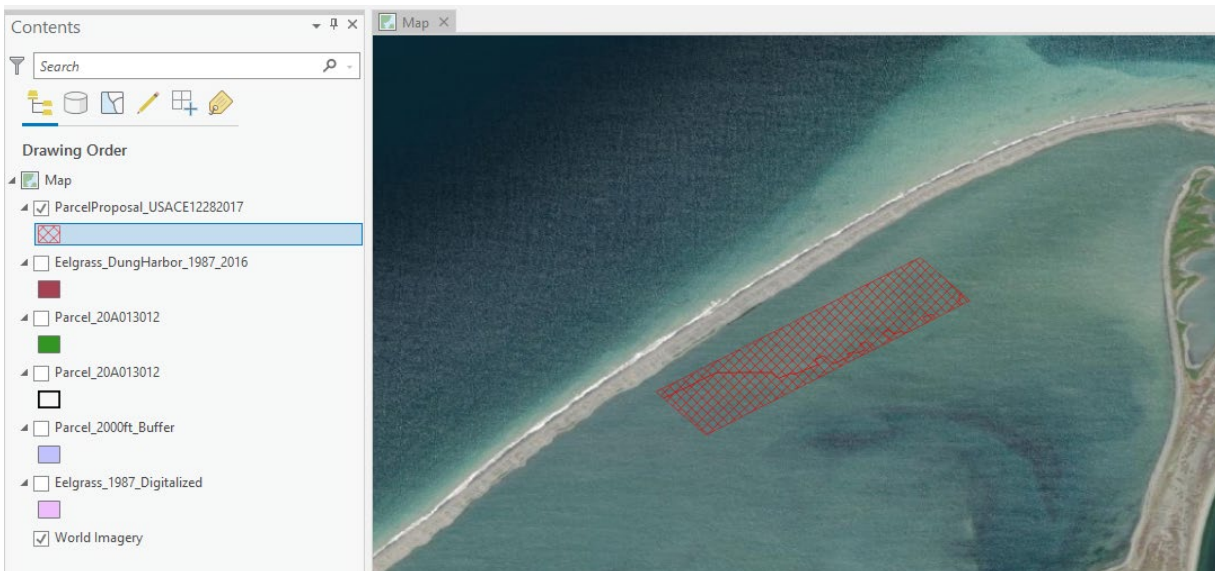 Contents
Map
Search
Drawing Order
Map
ParcelProposal_USACE12282017
Eelgrass_DungHarbor_1987_2016
Parcel_20A013012
Parcel_20A013012
Parcel_2000ft_Buffer
Eelgrass_1987_Digitalized
World Imagery